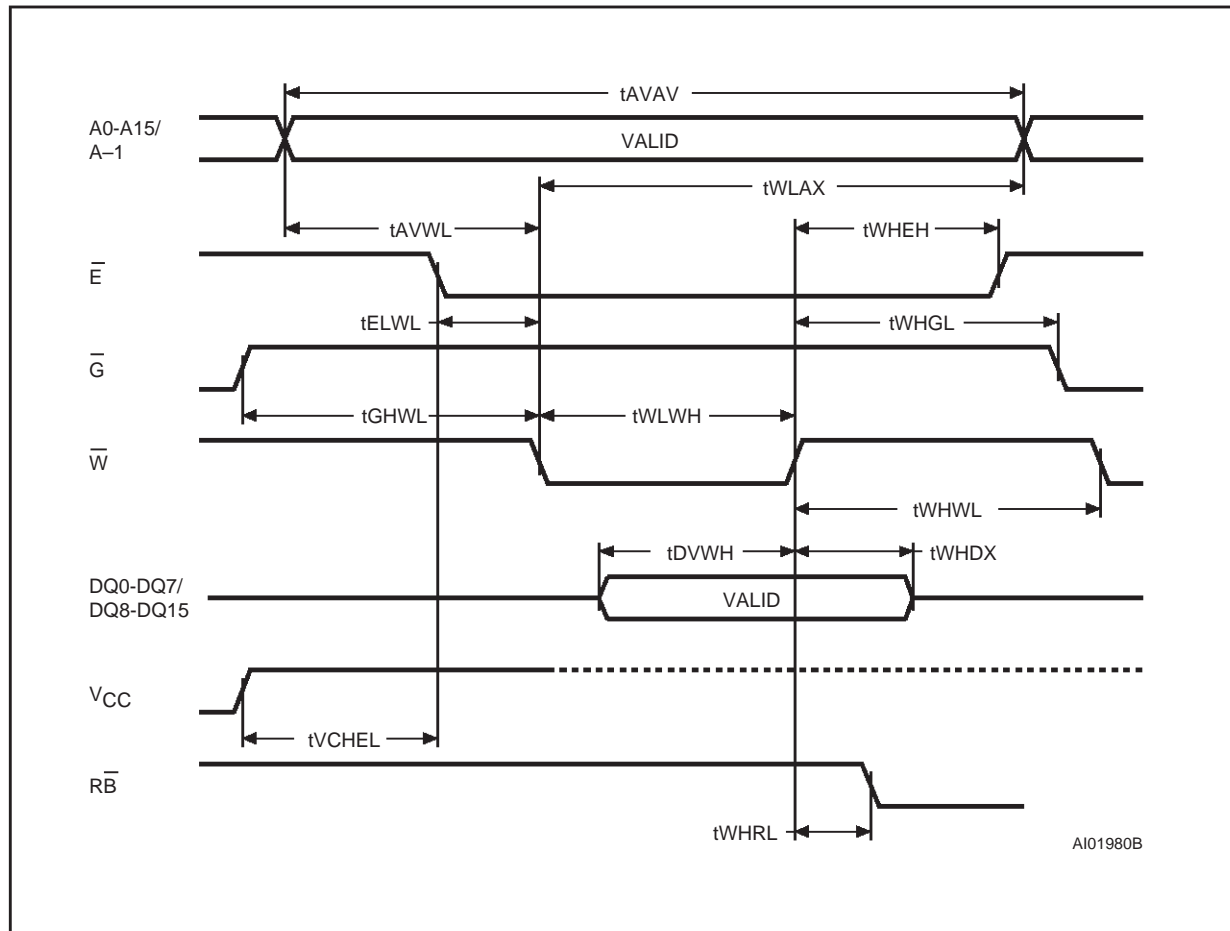 tAVAV
A0-A15/
A–1
VALID
tWLAX
tAVWL
tWHEH
E̅
tELWL
tWHGL
G̅
tGHWL
tWLWH
W̅
tWHWL
tDVWH
tWHDX
DQ0-DQ7/
DQ8-DQ15
VALID
VCC
tVCHEL
RB̅
tWHRL
AI01980B